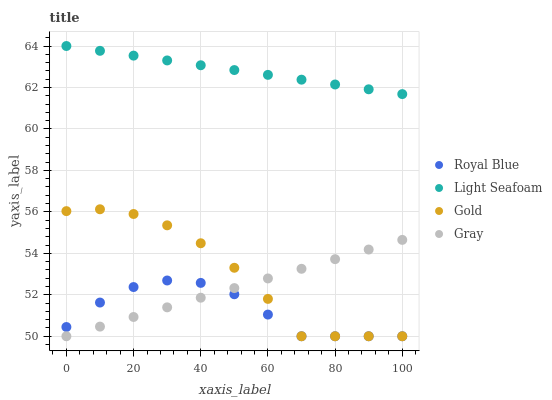 title
yaxis_label
64
62
60
58
56
54
52
50
0 20 40 60 80 100
xaxis_label
Royal Blue
Light Seafoam
Gold
Gray